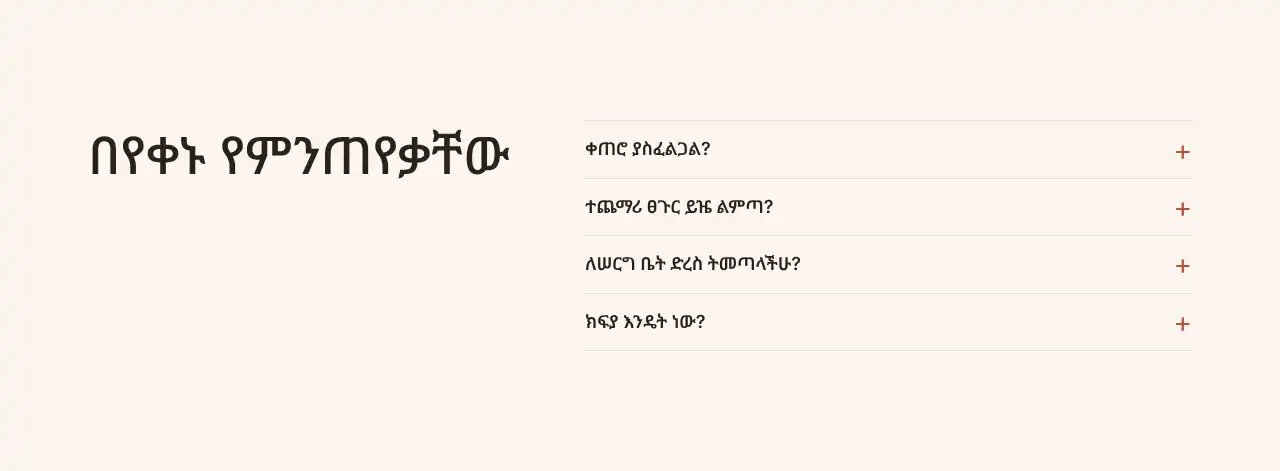 በየቀኑ የምንጠየቃቸው
ቀጠሮ ያስፈልጋል?
ተጨማሪ ፀጉር ይዤ ልምጣ?
ለሠርግ ቤት ድረስ ትመጣላችሁ?
ክፍያ እንዴት ነው?